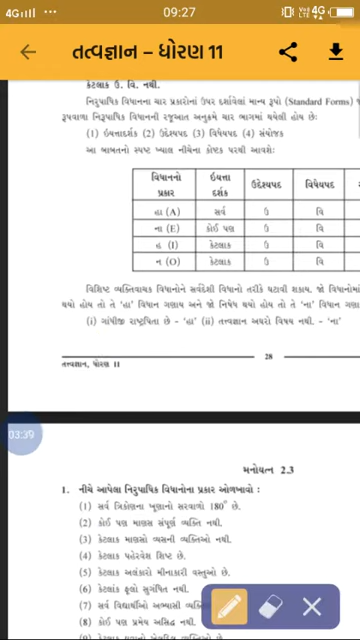 4G 09:27 4G
તત્વજ્ઞાન – ધોરણ 11
કેટલાક ઉ. વિ. નથી.
નિરુપાધિક વિધાનના ચાર પ્રકારોનાં ઉપર દર્શાવેલાં માન્ય રૂપો (Standard Forms)
રૂપવાળા નિરૂપાધિક વિધાનની રજૂઆત અનુક્રમે ચાર ભાગમાં થયેલી હોય છેઃ
(1) ઇયત્તાદર્શક (2) ઉદ્દેશ્યપદ (3) વિધેયપદ (4) સંયોજક
આ બાબતનો સ્પષ્ટ ખ્યાલ નીચેના કોષ્ટક પરથી આવશેઃ
વિધાનનો પ્રકાર ઇયત્તા દર્શક ઉદ્દેશ્યપદ વિધેયપદ
હા (A) સર્વ ઉ વિ
ના (E) કોઈ પણ ઉ વિ
હ (I) કેટલાક ઉ વિ
ન (O) કેટલાક ઉ વિ
વિશિષ્ટ વ્યક્તિવાચક વિધાનોને સર્વદેશી વિધાનો તરીકે ઘટાવી શકાય. જો વિધાનોમાં
થયો હોય તો તે 'હા' વિધાન ગણાય અને જો નિષેધ થયો હોય તો તે 'ના' વિધાન
(i) ગાંધીજી રાષ્ટ્રપિતા છે – 'હા' (ii) તત્ત્વજ્ઞાન અઘરો વિષય નથી. – 'ના'
28
તત્ત્વજ્ઞાન, ધોરણ 11
03:39
મનોયત્ન 2.3
1. નીચે આપેલા નિરુપાધિક વિધાનોના પ્રકાર ઓળખાવો :
(1) સર્વ ત્રિકોણના ખૂણાનો સરવાળો 180° છે.
(2) કોઈ પણ માણસ સંપૂર્ણ વ્યક્તિ નથી.
(3) કેટલાક માણસો વ્યસની વ્યક્તિઓ નથી.
(4) કેટલાક પહેરવેશ શિષ્ટ છે.
(5) કેટલાક અલંકારો મીનાકારી વસ્તુઓ છે.
(6) કેટલાંક ફૂલો સુગંધિત નથી.
(7) સર્વ વિદ્યાર્થીઓ અભ્યાસી
(8) કોઈ પણ પ્રમેય અસિદ્ધ નથી.